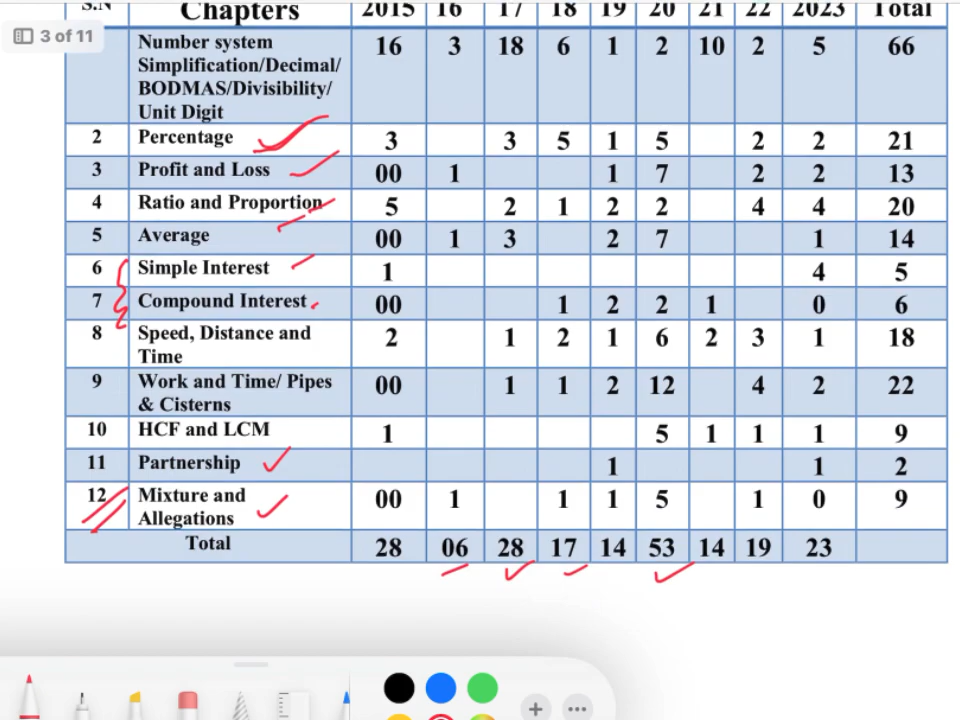 S.N Chapters 2015 16 17 18 19 20 21 22 2023 Total
3 of 11
Number system 16 3 18 6 1 2 10 2 5 66
Simplification/Decimal/
BODMAS/Divisibility/
Unit Digit
2 Percentage 3 3 5 1 5 2 2 21
3 Profit and Loss 00 1 1 7 2 2 13
4 Ratio and Proportion 5 2 1 2 2 4 4 20
5 Average 00 1 3 2 7 1 14
6 Simple Interest 1 4 5
7 Compound Interest 00 1 2 2 1 0 6
8 Speed, Distance and 2 1 2 1 6 2 3 1 18
Time
9 Work and Time/ Pipes 00 1 1 2 12 4 2 22
& Cisterns
10 HCF and LCM 1 5 1 1 1 9
11 Partnership 1 1 2
12 Mixture and 00 1 1 1 5 1 0 9
Allegations
Total 28 06 28 17 14 53 14 19 23